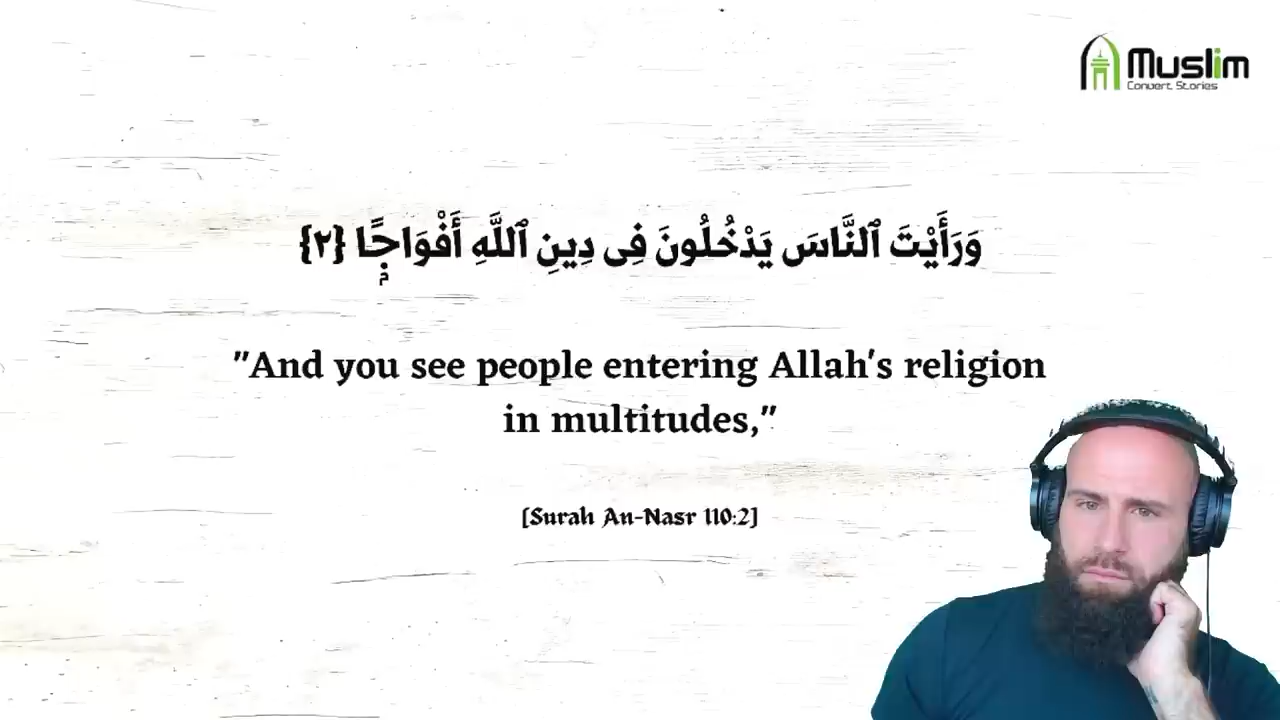 Muslim
Convert Stories
وَرَأَيْتَ ٱلنَّاسَ يَدْخُلُونَ فِى دِينِ ٱللَّهِ أَفْوَاجًۭا {٢}
"And you see people entering Allah's religion
in multitudes,"
[Surah An-Nasr 110:2]